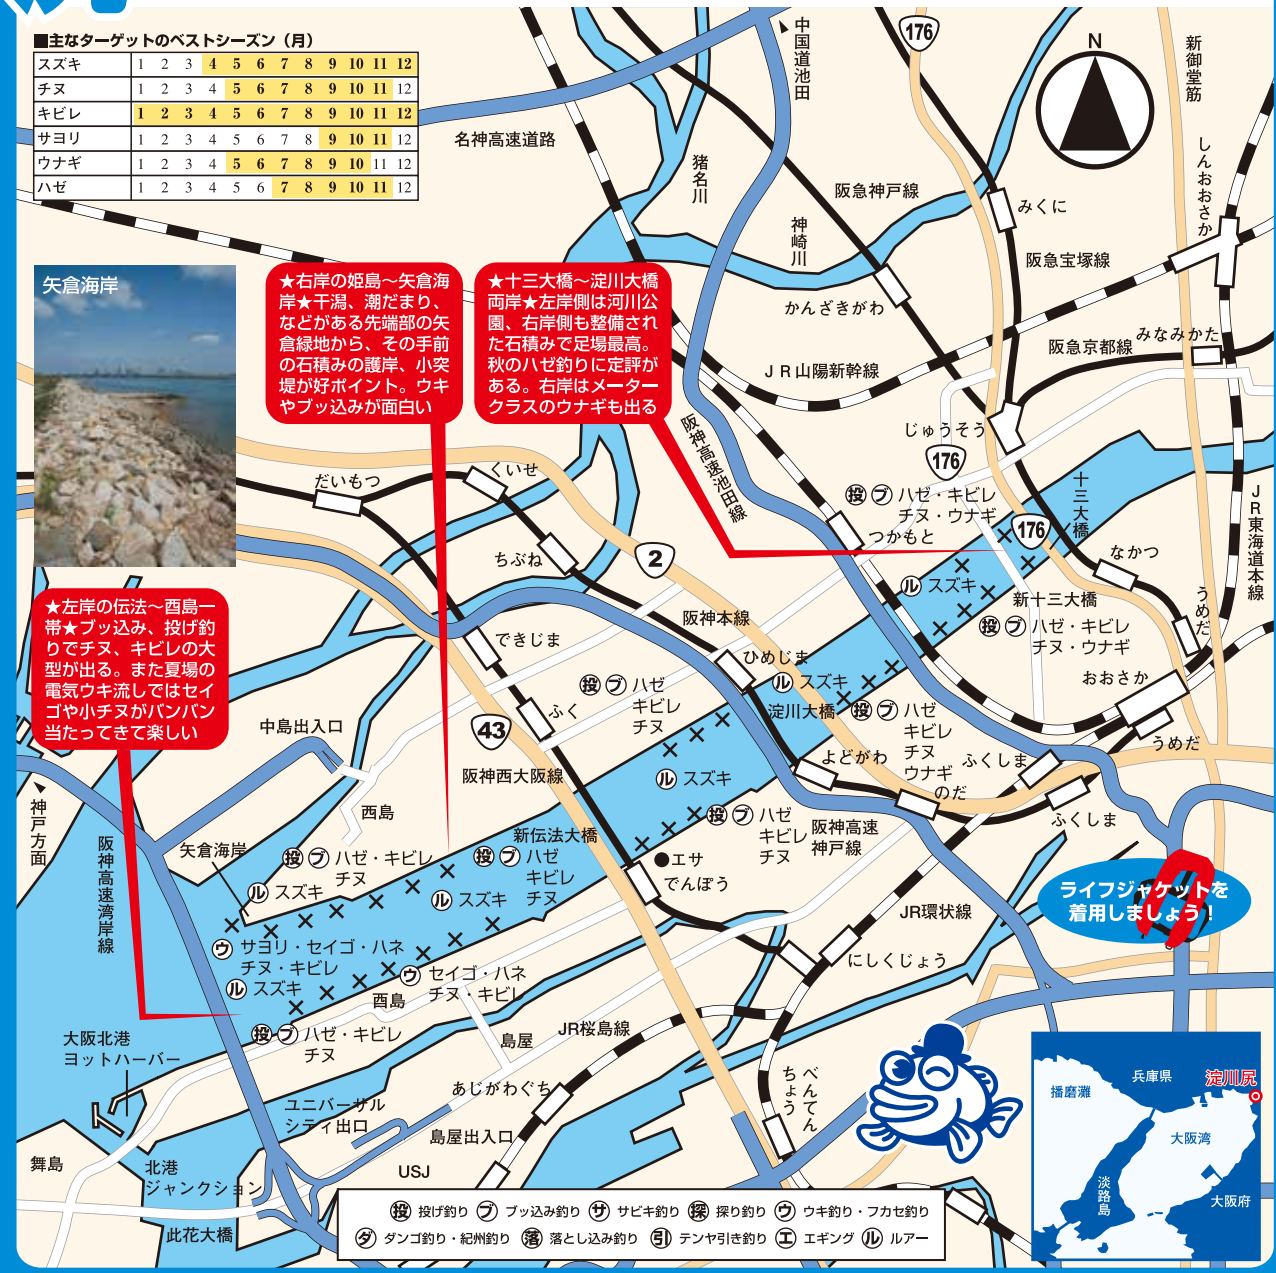 ■主なターゲットのベストシーズン（月）
スズキ 1 2 3 4 5 6 7 8 9 10 11 12
チヌ 1 2 3 4 5 6 7 8 9 10 11 12
キビレ 1 2 3 4 5 6 7 8 9 10 11 12
サヨリ 1 2 3 4 5 6 7 8 9 10 11 12
ウナギ 1 2 3 4 5 6 7 8 9 10 11 12
ハゼ 1 2 3 4 5 6 7 8 9 10 11 12
中国道池田
176
N
新御堂筋
名神高速道路
猪名川
阪急神戸線
みくに
しんおおさか
神崎川
阪急宝塚線
かんざきがわ
みなみかた
阪急京都線
ＪＲ山陽新幹線
矢倉海岸
★右岸の姫島〜矢倉海
岸★干潟、潮だまり、
などがある先端部の矢
倉緑地から、その手前
の石積みの護岸、小突
堤が好ポイント。ウキ
やブッ込みが面白い
★十三大橋〜淀川大橋
両岸★左岸側は河川公
園、右岸側も整備され
た石積みで足場最高。
秋のハゼ釣りに定評が
ある。右岸はメーター
クラスのウナギも出る
阪神高速池田線
じゅうそう
176
だいもつ
くいせ
投 ブ ハゼ・キビレ
チヌ・ウナギ
つかもと
十三大橋
176
ＪＲ東海道本線
ちぶね
2
なかつ
ル スズキ
新十三大橋
うめだ
投 ブ ハゼ・キビレ
チヌ・ウナギ
★左岸の伝法〜酉島一
帯★ブッ込み、投げ釣
りでチヌ、キビレの大
型が出る。また夏場の
電気ウキ流しではセイ
ゴや小チヌがバンバン
当たってきて楽しい
阪神本線
できじま
ひめじま
おおさか
ル スズキ
投 ブ ハゼ
キビレ
チヌ
淀川大橋
投 ブ ハゼ
キビレ
チヌ
ウナギ
ふく
43
中島出入口
うめだ
よどがわ
ふくしま
阪神西大阪線
ル スズキ
のだ
神戸方面
西島
投 ブ ハゼ
キビレ
チヌ
ふくしま
阪神高速
神戸線
新伝法大橋
阪神高速湾岸線
矢倉海岸
投 ブ ハゼ・キビレ
チヌ
投 ブ ハゼ
キビレ
チヌ
●エサ
でんぽう
ル スズキ
ル スズキ
ライフジャケットを
着用しましょう！
JR環状線
ウ サヨリ・セイゴ・ハネ
チヌ・キビレ
ル スズキ
ウ セイゴ・ハネ
チヌ・キビレ
にしくじょう
酉島
投 ブ ハゼ・キビレ
チヌ
大阪北港
ヨットハーバー
島屋
JR桜島線
べんてん
ちょう
あじがわぐち
ユニバーサル
シティ出口
島屋出入口
舞島
北港
ジャンクション
USJ
此花大橋
播磨灘
兵庫県
淀川尻
大阪湾
淡路島
大阪府
投 投げ釣り ブ ブッ込み釣り サ サビキ釣り 探 探り釣り ウ ウキ釣り・フカセ釣り
ダ ダンゴ釣り・紀州釣り 落 落とし込み釣り 引 テンヤ引き釣り エ エギング ル ルアー